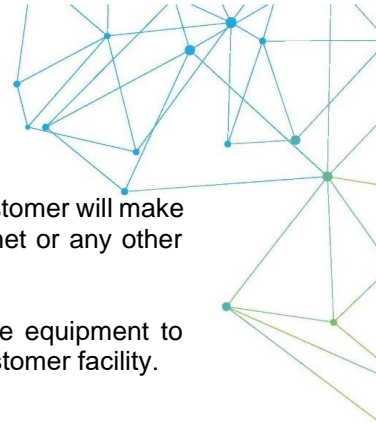 stomer will make
net or any other
e equipment to
stomer facility.